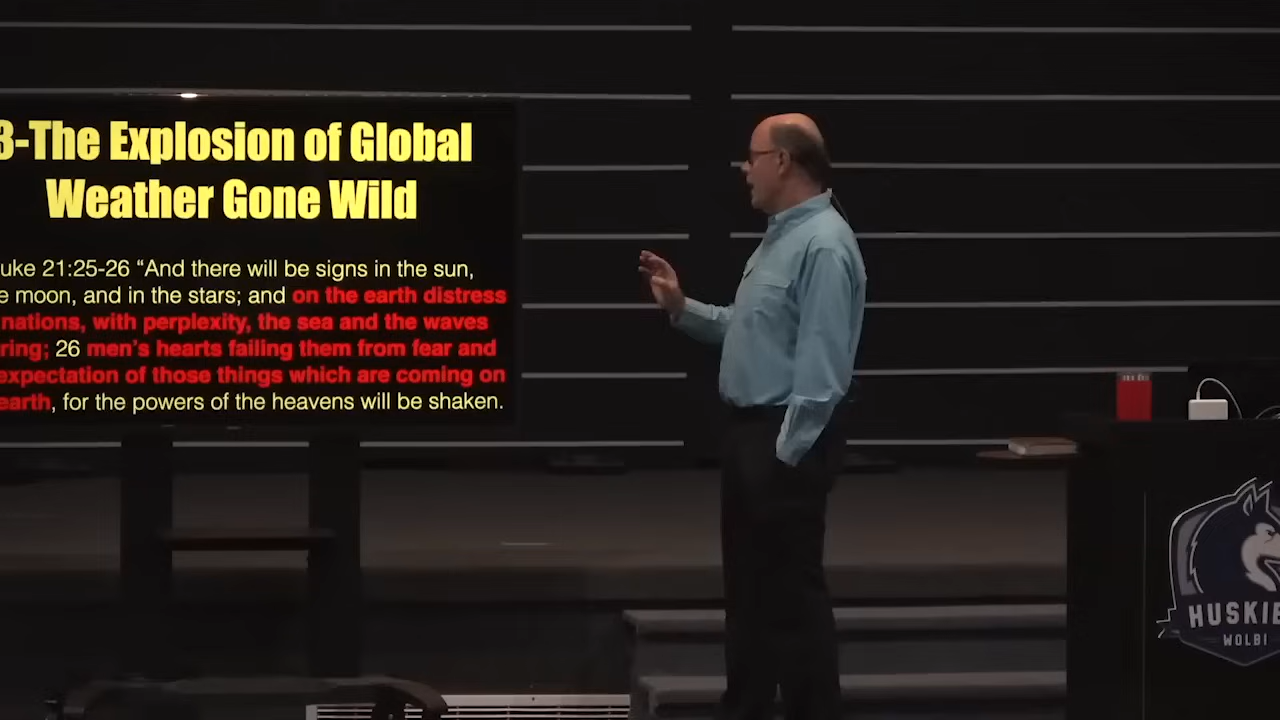 3-The Explosion of Global
Weather Gone Wild
uke 21:25-26 “And there will be signs in the sun,
e moon, and in the stars; and on the earth distress
nations, with perplexity, the sea and the waves
ring; 26 men’s hearts failing them from fear and
expectation of those things which are coming on
earth, for the powers of the heavens will be shaken.
HUSKIE
WOLBI